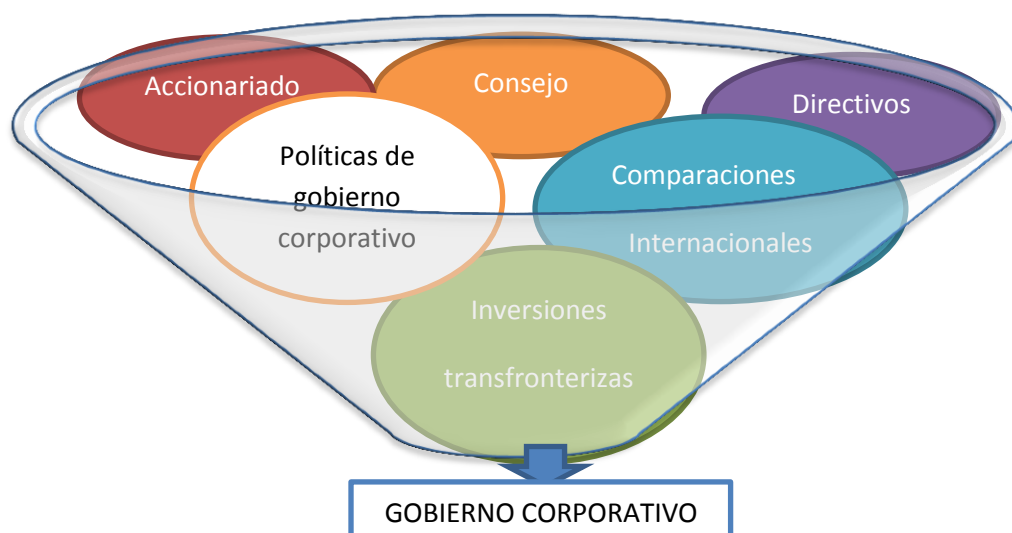 Accionariado
Consejo
Directivos
Políticas de
gobierno
corporativo
Comparaciones
Internacionales
Inversiones
transfronterizas
GOBIERNO CORPORATIVO